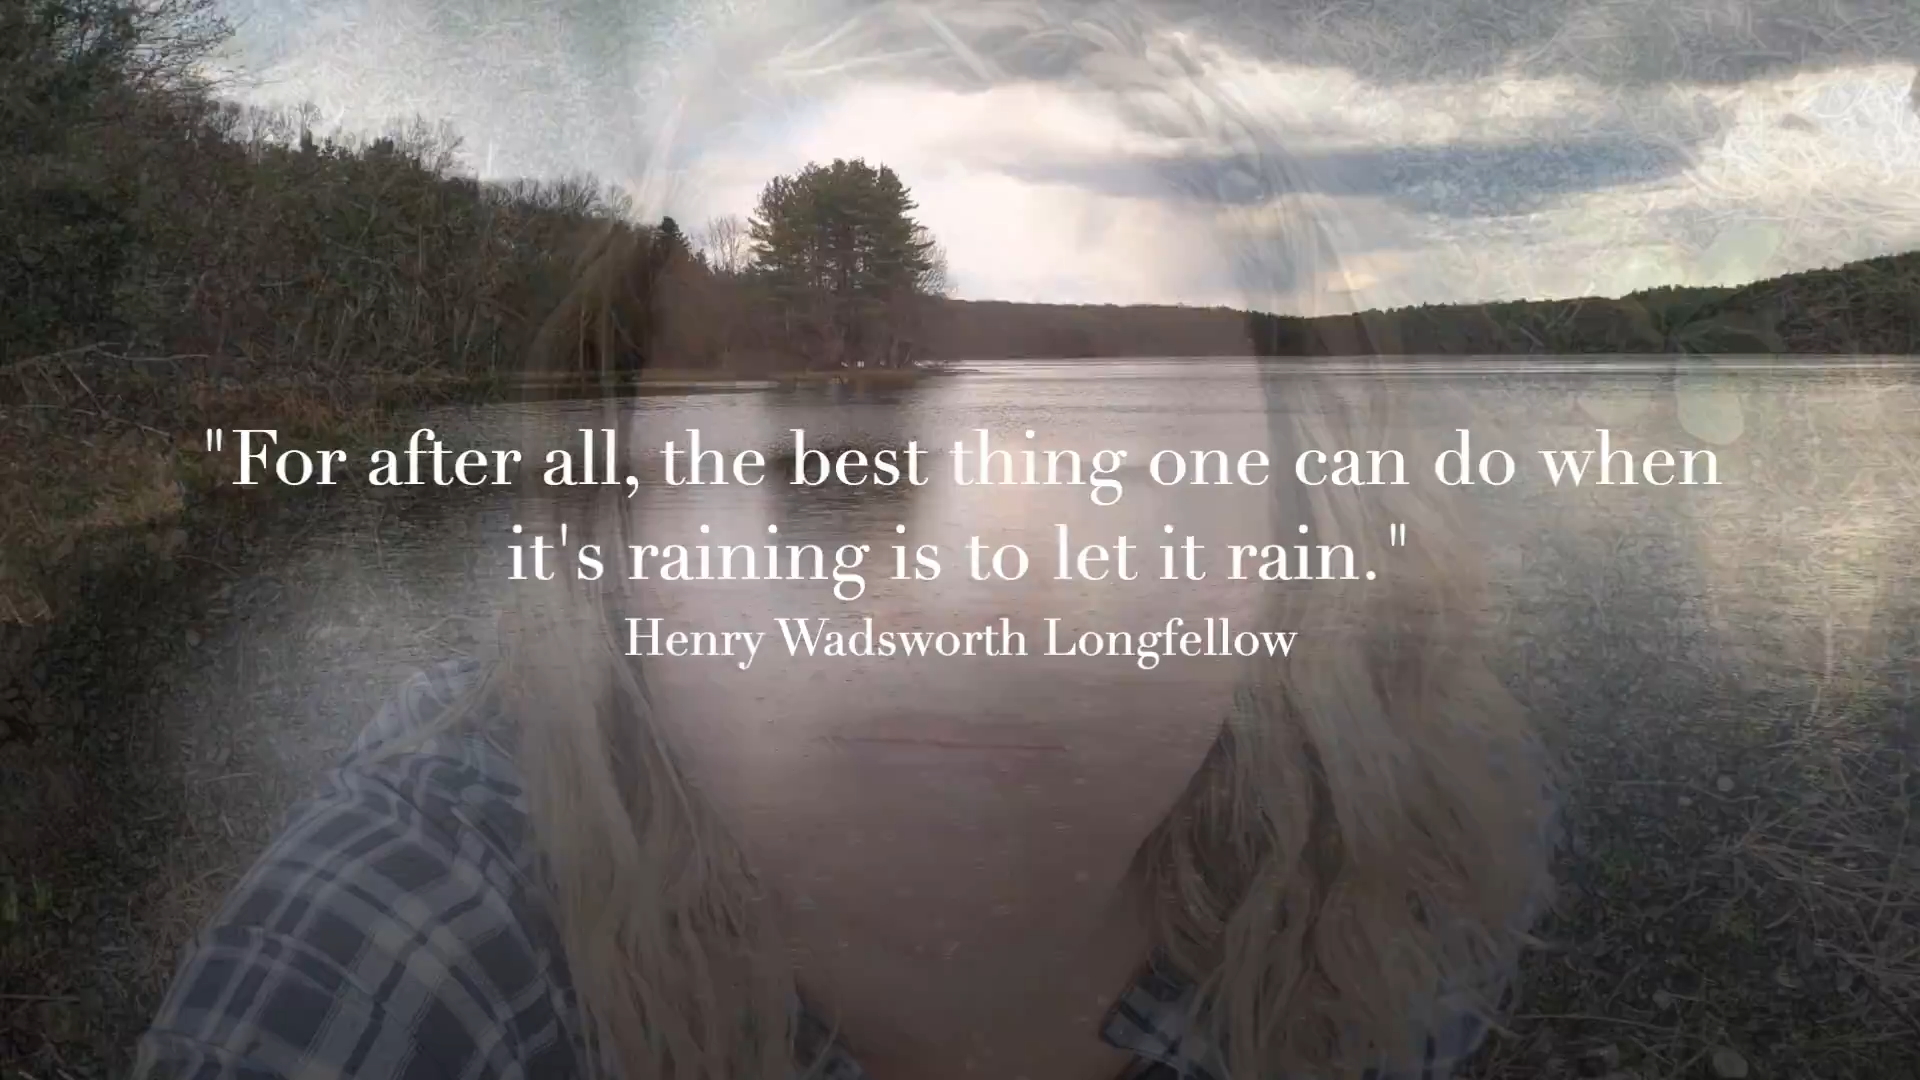 "For after all, the best thing one can do when
it's raining is to let it rain."
Henry Wadsworth Longfellow